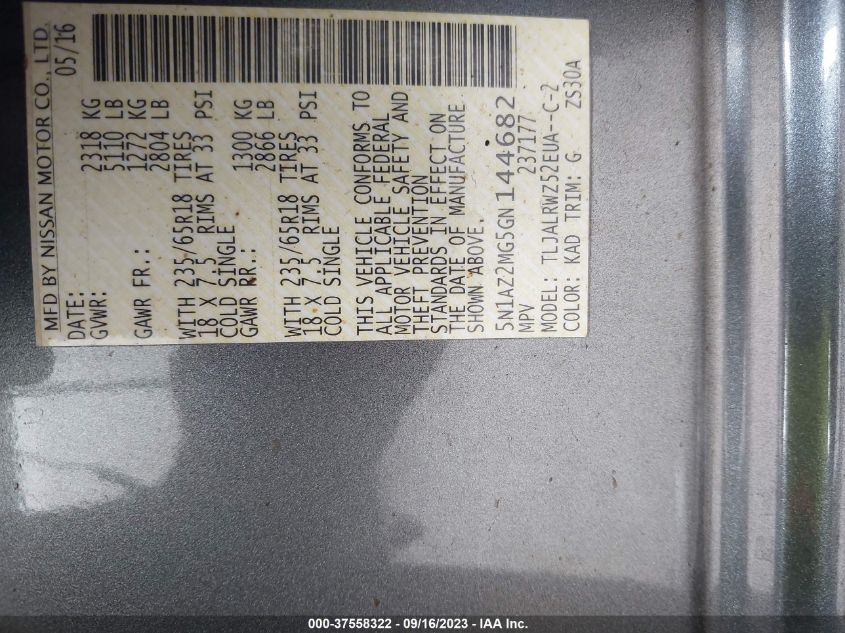 MFD BY NISSAN MOTOR CO., LTD.
DATE: 05/16
GVWR: 2318 KG
5110 LB
GAWR FR.: 1272 KG
2804 LB
WITH 235/65R18 TIRES
18 X 7.5 RIMS AT 33 PSI
COLD SINGLE
GAWR RR.: 1300 KG
2866 LB
WITH 235/65R18 TIRES
18 X 7.5 RIMS AT 33 PSI
COLD SINGLE
THIS VEHICLE CONFORMS TO
ALL APPLICABLE FEDERAL
MOTOR VEHICLE SAFETY AND
THEFT PREVENTION
STANDARDS IN EFFECT ON
THE DATE OF MANUFACTURE
SHOWN ABOVE.
5N1AZ2MG5GN144682
MPV 237177
MODEL: TLJALRWZ52EUA--C-2
COLOR: KAD TRIM: G ZS30A
000-37558322 - 09/16/2023 - IAA Inc.